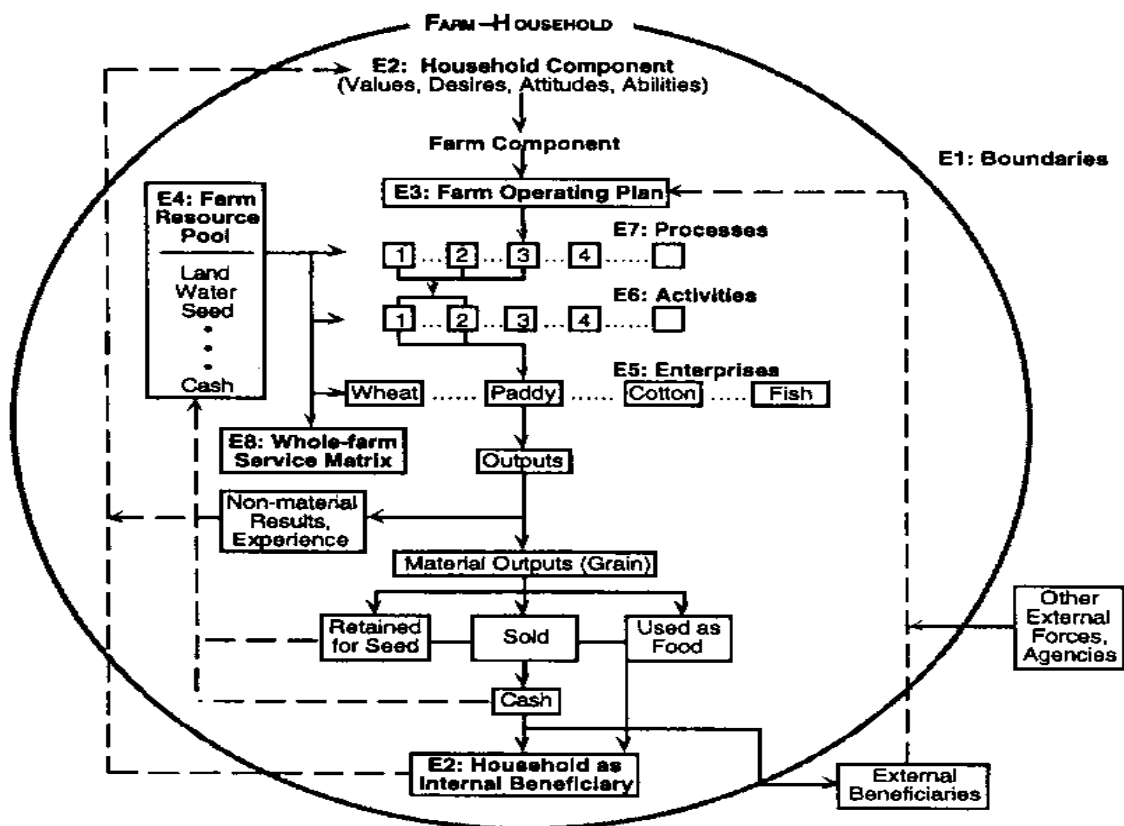 FARM–HOUSEHOLD
E2: Household Component
(Values, Desires, Attitudes, Abilities)
Farm Component
E1: Boundaries
E3: Farm Operating Plan
E4: Farm
Resource
Pool
Land
Water
Seed
Cash
E7: Processes
1 .... 2 ... 3 .... 4 ......
E6: Activities
1 ... 2 ... 3 .... 4 ......
E5: Enterprises
Wheat ...... Paddy ...... Cotton ..... Fish
E8: Whole-farm
Service Matrix
Outputs
Non-material
Results,
Experience
Material Outputs (Grain)
Retained
for Seed
Sold
Used as
Food
Other
External
Forces,
Agencies
Cash
E2: Household as
Internal Beneficiary
External
Beneficiaries